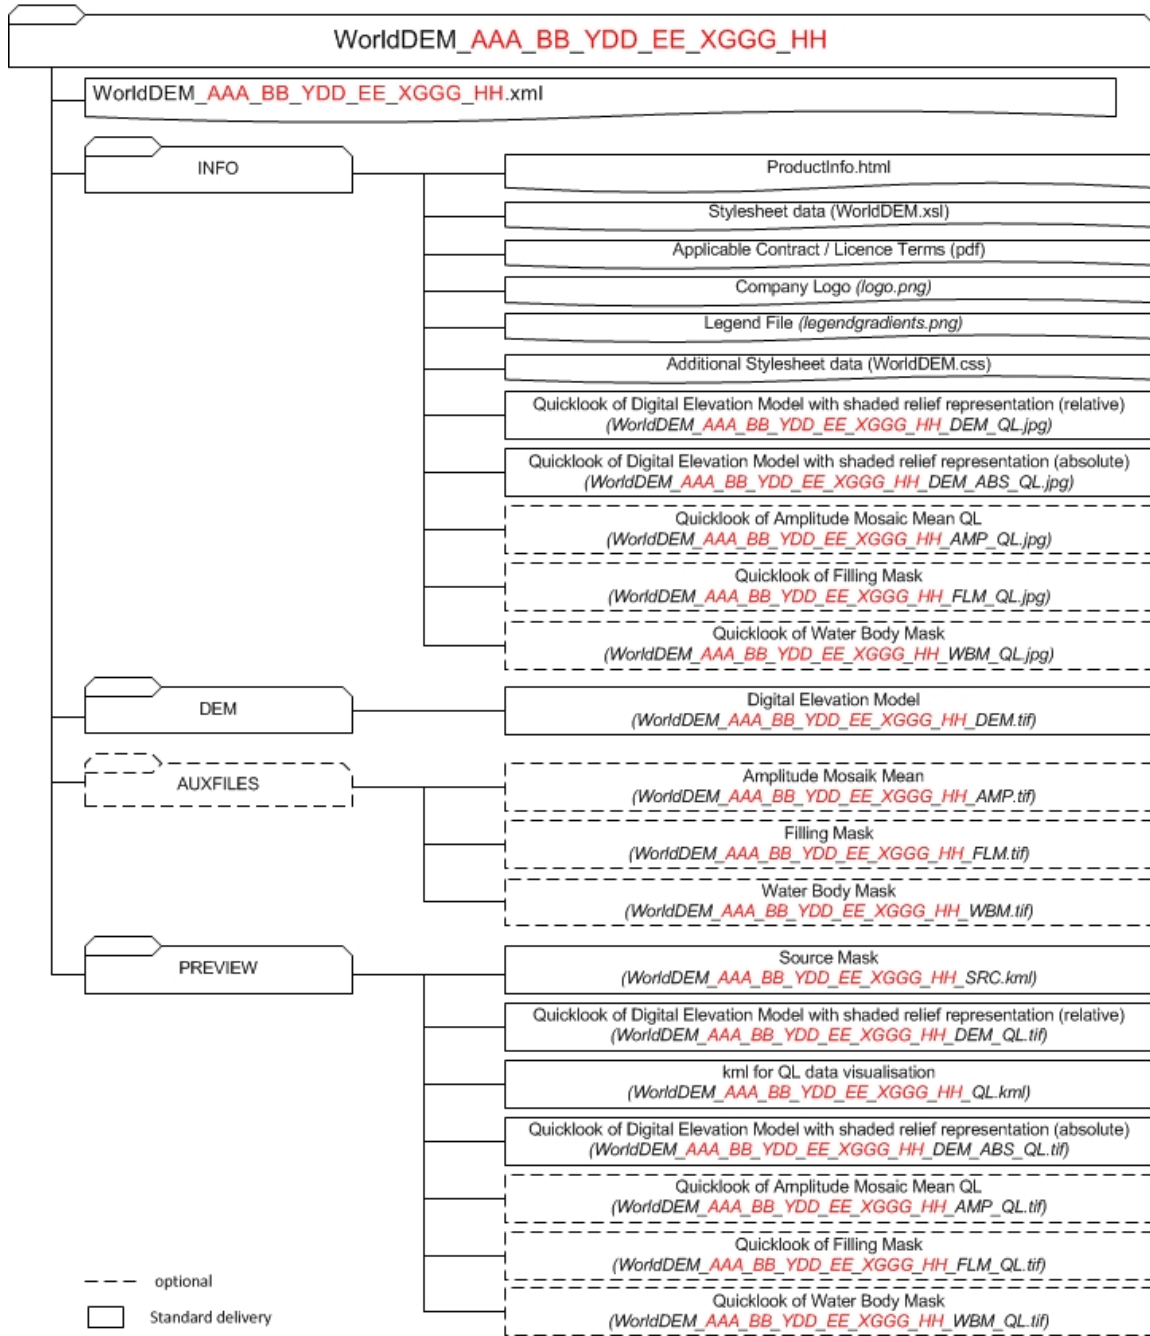 WorldDEM_AAA_BB_YDD_EE_XGGG_HH
WorldDEM_AAA_BB_YDD_EE_XGGG_HH.xml
INFO
ProductInfo.html
Stylesheet data (WorldDEM.xsl)
Applicable Contract / Licence Terms (pdf)
Company Logo (logo.png)
Legend File (legendgradients.png)
Additional Stylesheet data (WorldDEM.css)
Quicklook of Digital Elevation Model with shaded relief representation (relative)
(WorldDEM_AAA_BB_YDD_EE_XGGG_HH_DEM_QL.jpg)
Quicklook of Digital Elevation Model with shaded relief representation (absolute)
(WorldDEM_AAA_BB_YDD_EE_XGGG_HH_DEM_ABS_QL.jpg)
Quicklook of Amplitude Mosaic Mean QL
(WorldDEM_AAA_BB_YDD_EE_XGGG_HH_AMP_QL.jpg)
Quicklook of Filling Mask
(WorldDEM_AAA_BB_YDD_EE_XGGG_HH_FLM_QL.jpg)
Quicklook of Water Body Mask
(WorldDEM_AAA_BB_YDD_EE_XGGG_HH_WBM_QL.jpg)
DEM
Digital Elevation Model
(WorldDEM_AAA_BB_YDD_EE_XGGG_HH_DEM.tif)
AUXFILES
Amplitude Mosaik Mean
(WorldDEM_AAA_BB_YDD_EE_XGGG_HH_AMP.tif)
Filling Mask
(WorldDEM_AAA_BB_YDD_EE_XGGG_HH_FLM.tif)
Water Body Mask
(WorldDEM_AAA_BB_YDD_EE_XGGG_HH_WBM.tif)
PREVIEW
Source Mask
(WorldDEM_AAA_BB_YDD_EE_XGGG_HH_SRC.kml)
Quicklook of Digital Elevation Model with shaded relief representation (relative)
(WorldDEM_AAA_BB_YDD_EE_XGGG_HH_DEM_QL.tif)
kml for QL data visualisation
(WorldDEM_AAA_BB_YDD_EE_XGGG_HH_QL.kml)
Quicklook of Digital Elevation Model with shaded relief representation (absolute)
(WorldDEM_AAA_BB_YDD_EE_XGGG_HH_DEM_ABS_QL.tif)
Quicklook of Amplitude Mosaic Mean QL
(WorldDEM_AAA_BB_YDD_EE_XGGG_HH_AMP_QL.tif)
Quicklook of Filling Mask
(WorldDEM_AAA_BB_YDD_EE_XGGG_HH_FLM_QL.tif)
Quicklook of Water Body Mask
(WorldDEM_AAA_BB_YDD_EE_XGGG_HH_WBM_QL.tif)
optional
Standard delivery